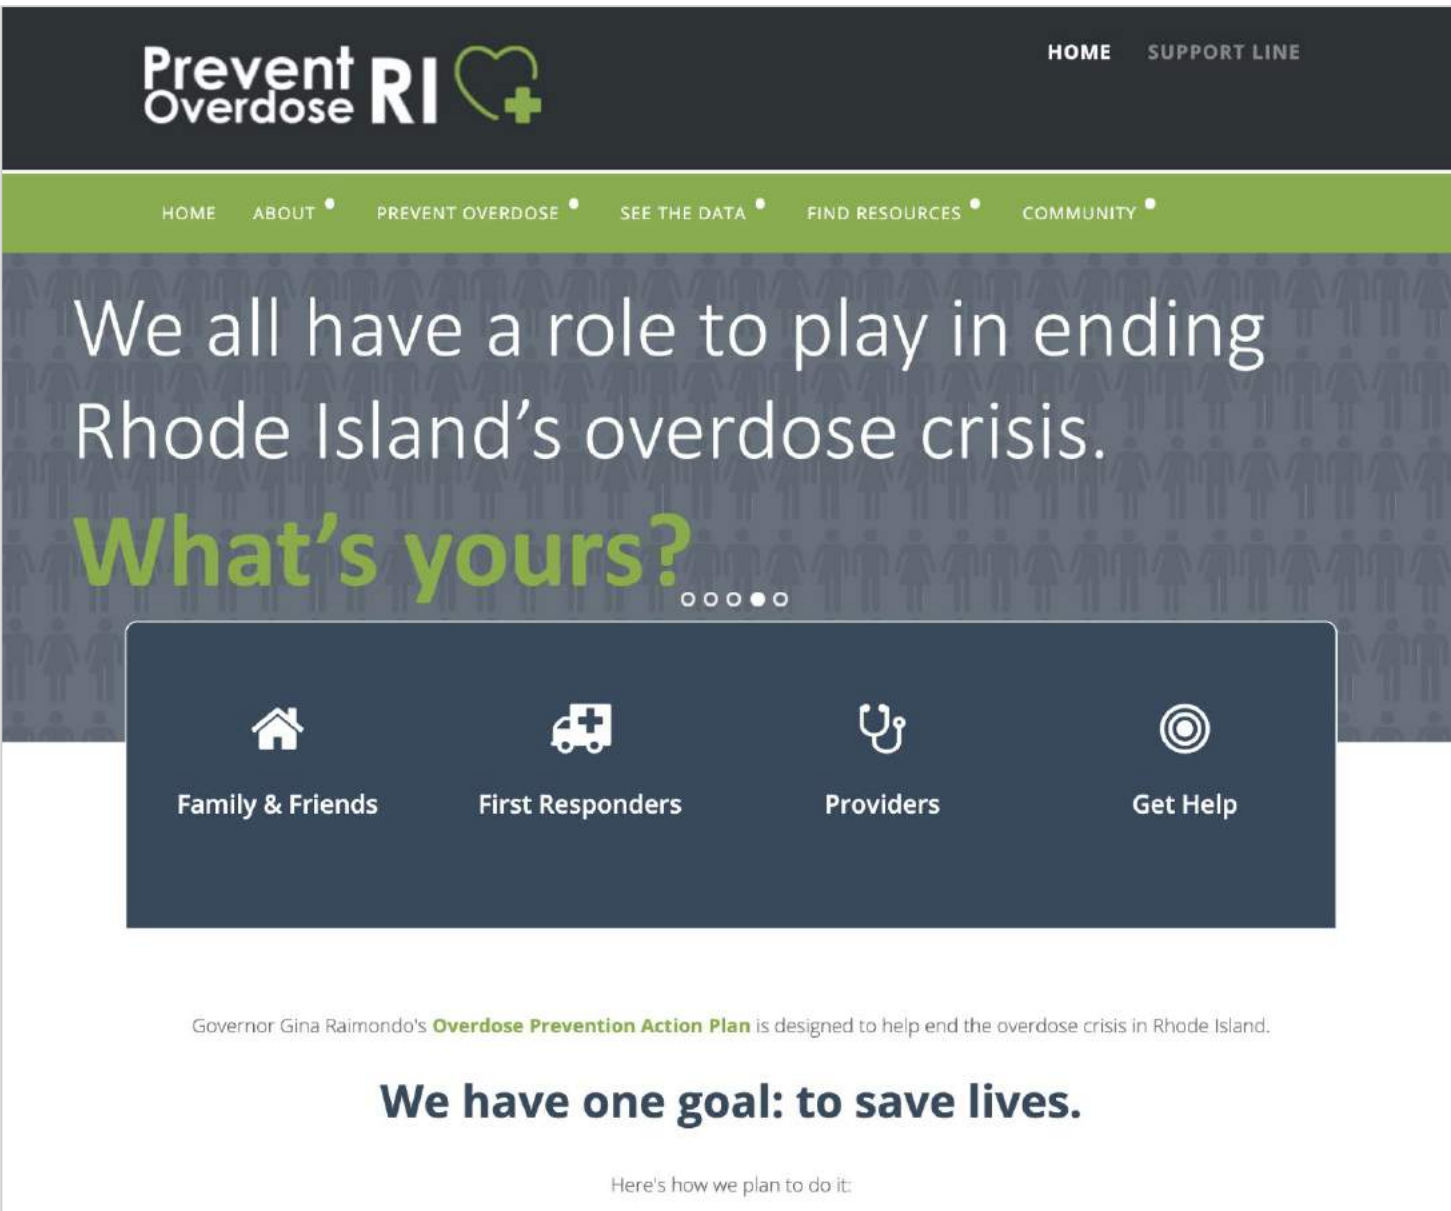 Prevent
Overdose RI
HOME SUPPORT LINE
HOME ABOUT PREVENT OVERDOSE SEE THE DATA FIND RESOURCES COMMUNITY
We all have a role to play in ending
Rhode Island’s overdose crisis.
What’s yours?
Family & Friends First Responders Providers Get Help
Governor Gina Raimondo's Overdose Prevention Action Plan is designed to help end the overdose crisis in Rhode Island.
We have one goal: to save lives.
Here's how we plan to do it: